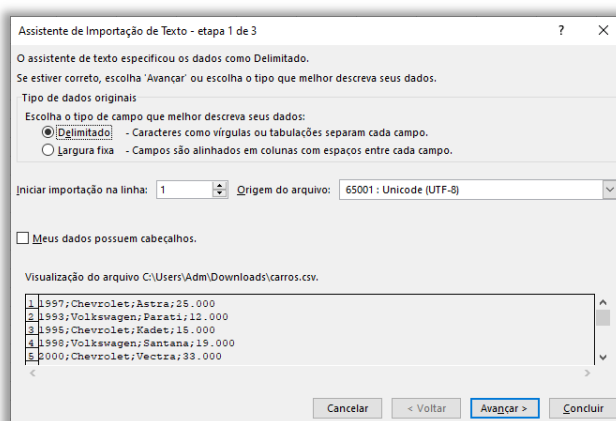 Assistente de Importação de Texto - etapa 1 de 3
?
O assistente de texto especificou os dados como Delimitado.
Se estiver correto, escolha 'Avançar' ou escolha o tipo que melhor descreva seus dados.
Tipo de dados originais
Escolha o tipo de campo que melhor descreva seus dados:
Delimitado - Caracteres como vírgulas ou tabulações separam cada campo.
Largura fixa - Campos são alinhados em colunas com espaços entre cada campo.
Iniciar importação na linha: 1 Origem do arquivo: 65001 : Unicode (UTF-8)
Meus dados possuem cabeçalhos.
Visualização do arquivo C:\Users\Adm\Downloads\carros.csv.
1 1997;Chevrolet;Astra;25.000
2 1993;Volkswagen;Parati;12.000
3 1995;Chevrolet;Kadet;15.000
4 1998;Volkswagen;Santana;19.000
5 2000;Chevrolet;Vectra;33.000
Cancelar < Voltar Avançar > Concluir